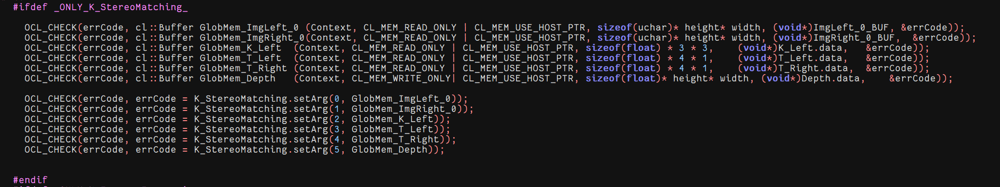 #ifdef _ONLY_K_StereoMatching_
OCL_CHECK(errCode, cl::Buffer GlobMem_ImgLeft_0 (Context, CL_MEM_READ_ONLY | CL_MEM_USE_HOST_PTR, sizeof(uchar)* height* width, (void*)ImgLeft_0_BUF, &errCode));
OCL_CHECK(errCode, cl::Buffer GlobMem_ImgRight_0(Context, CL_MEM_READ_ONLY | CL_MEM_USE_HOST_PTR, sizeof(uchar)* height* width, (void*)ImgRight_0_BUF,  &errCode));
OCL_CHECK(errCode, cl::Buffer GlobMem_K_Left  (Context, CL_MEM_READ_ONLY | CL_MEM_USE_HOST_PTR, sizeof(float) * 3 * 3,    (void*)K_Left.data,   &errCode));
OCL_CHECK(errCode, cl::Buffer GlobMem_T_Left  (Context, CL_MEM_READ_ONLY | CL_MEM_USE_HOST_PTR, sizeof(float) * 4 * 1,    (void*)T_Left.data,   &errCode));
OCL_CHECK(errCode, cl::Buffer GlobMem_T_Right (Context, CL_MEM_READ_ONLY | CL_MEM_USE_HOST_PTR, sizeof(float) * 4 * 1,    (void*)T_Right.data,  &errCode));
OCL_CHECK(errCode, cl::Buffer GlobMem_Depth   (Context, CL_MEM_WRITE_ONLY| CL_MEM_USE_HOST_PTR, sizeof(float)* height* width, (void*)Depth.data,    &errCode));
OCL_CHECK(errCode, errCode = K_StereoMatching.setArg(0, GlobMem_ImgLeft_0));
OCL_CHECK(errCode, errCode = K_StereoMatching.setArg(1, GlobMem_ImgRight_0));
OCL_CHECK(errCode, errCode = K_StereoMatching.setArg(2, GlobMem_K_Left));
OCL_CHECK(errCode, errCode = K_StereoMatching.setArg(3, GlobMem_T_Left));
OCL_CHECK(errCode, errCode = K_StereoMatching.setArg(4, GlobMem_T_Right));
OCL_CHECK(errCode, errCode = K_StereoMatching.setArg(5, GlobMem_Depth));
#endif